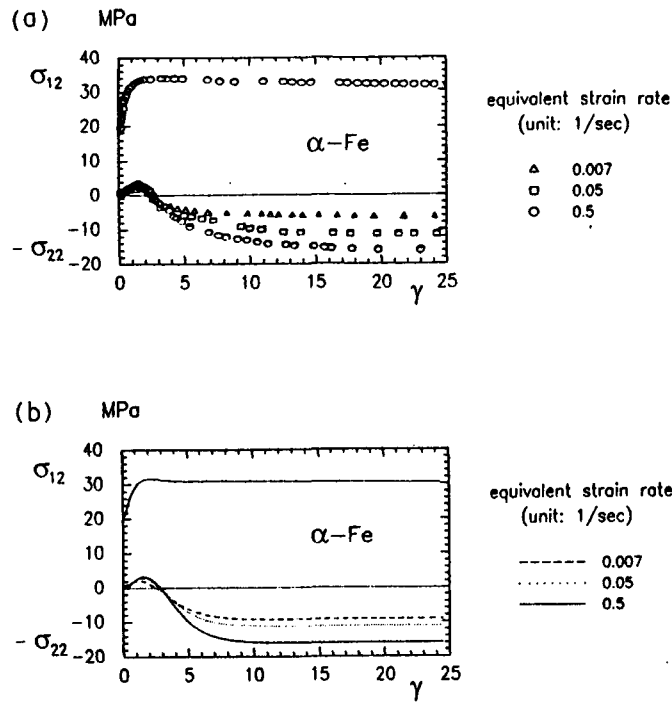 (a) MPa
40
σ12
30
20
10
0
-10
- σ22
-20
0 5 10 15 20 25
γ
α-Fe
equivalent strain rate
(unit: 1/sec)
0.007
0.05
0.5
(b) MPa
40
σ12
30
20
10
0
-10
- σ22
-20
0 5 10 15 20 25
γ
α-Fe
equivalent strain rate
(unit: 1/sec)
0.007
0.05
0.5